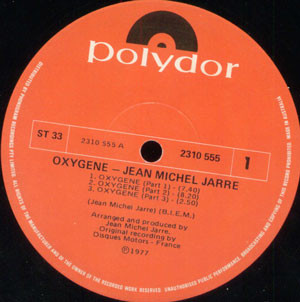 polydor
ST 33
2310 555 A
2310 555
1
OXYGENE – JEAN MICHEL JARRE
1. OXYGENE (Part 1) - (7.40)
2. OXYGENE (Part 2) - (8.20)
3. OXYGENE (Part 3) - (2.50)
(Jean Michel Jarre) (B.I.E.M.)
Arranged and produced by
Jean Michel Jarre.
Original recording by
Disques Motors - France
℗ 1977